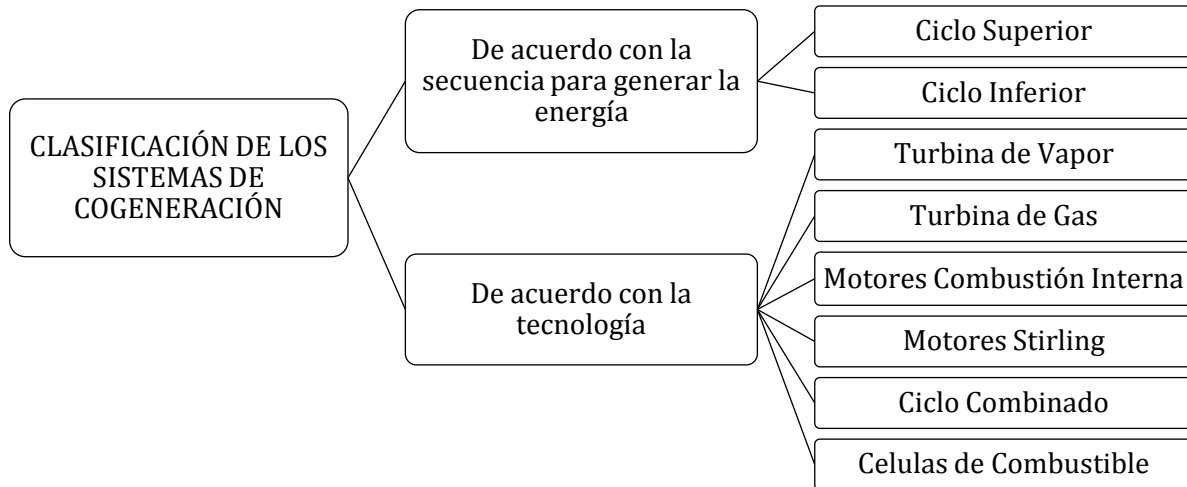 CLASIFICACIÓN DE LOS
SISTEMAS DE
COGENERACIÓN
De acuerdo con la
secuencia para generar la
energía
Ciclo Superior
Ciclo Inferior
De acuerdo con la
tecnología
Turbina de Vapor
Turbina de Gas
Motores Combustión Interna
Motores Stirling
Ciclo Combinado
Celulas de Combustible